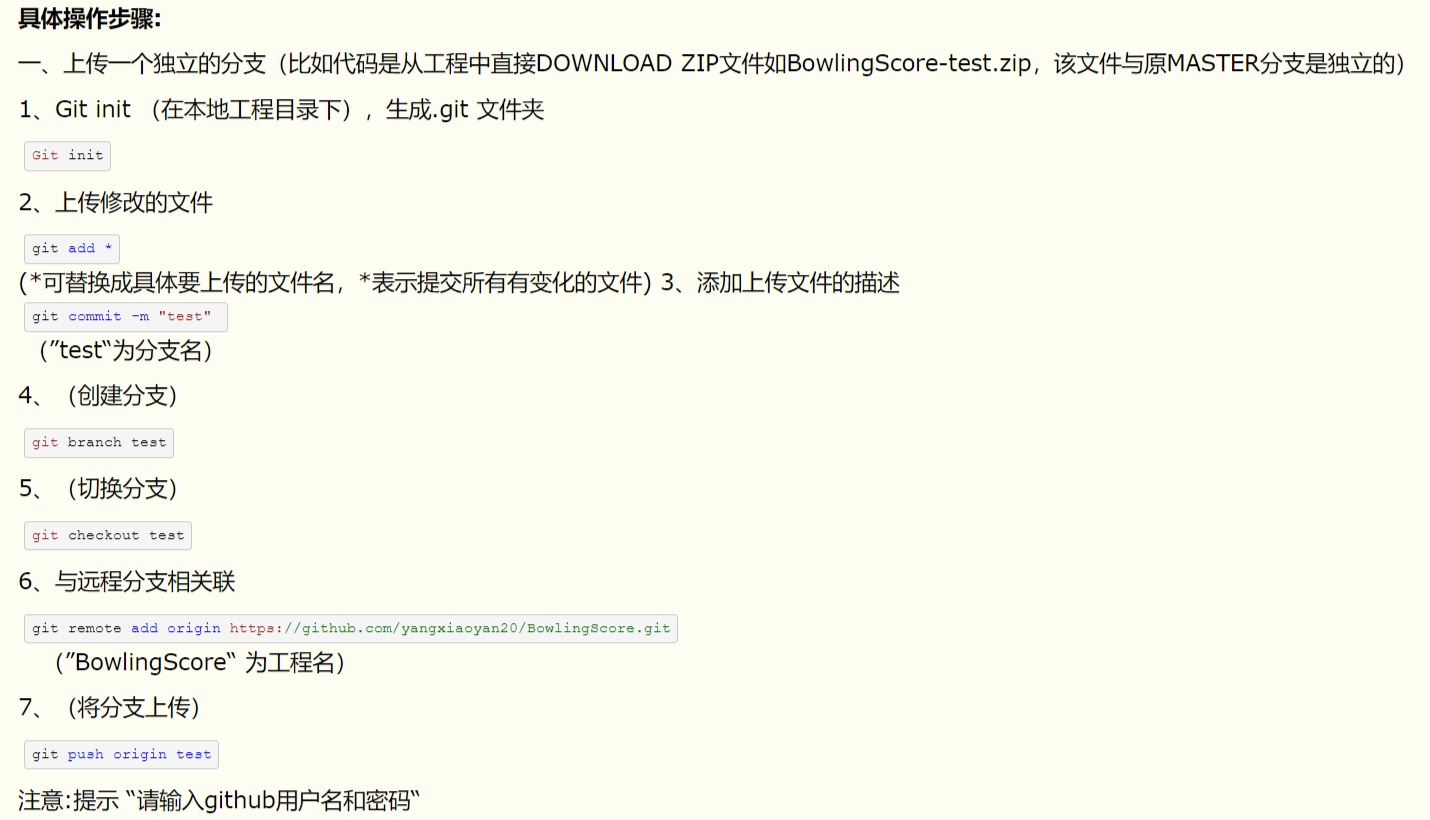 具体操作步骤:
一、上传一个独立的分支（比如代码是从工程中直接DOWNLOAD ZIP文件如BowlingScore-test.zip，该文件与原MASTER分支是独立的）
1、Git init （在本地工程目录下），生成.git 文件夹
Git init
2、上传修改的文件
git add *
(*可替换成具体要上传的文件名，*表示提交所有有变化的文件) 3、添加上传文件的描述
git commit -m "test"
（”test“为分支名）
4、（创建分支）
git branch test
5、（切换分支）
git checkout test
6、与远程分支相关联
git remote add origin https://github.com/yangxiaoyan20/BowlingScore.git
（”BowlingScore“ 为工程名）
7、（将分支上传）
git push origin test
注意:提示 “请输入github用户名和密码“